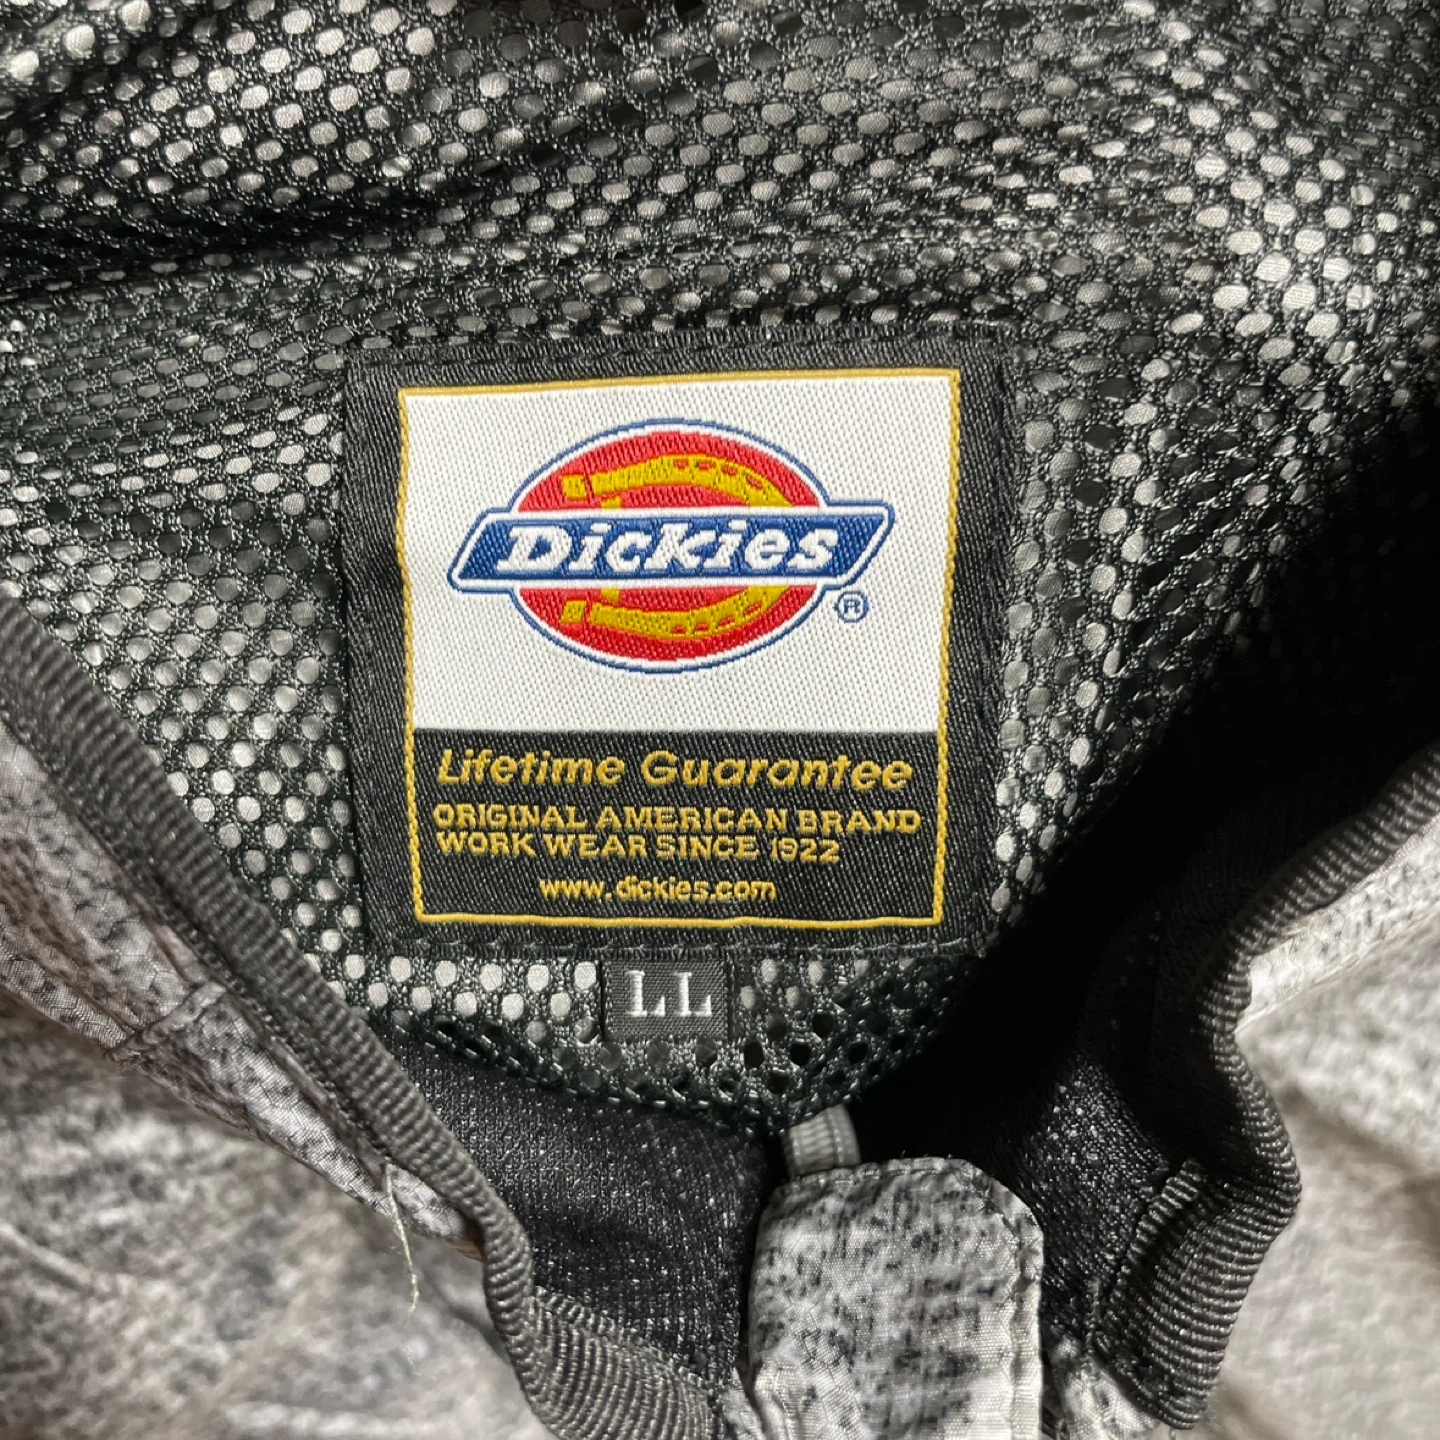 Dickies
®
Lifetime Guarantee
ORIGINAL AMERICAN BRAND
WORK WEAR SINCE 1922
www.dickies.com
LL